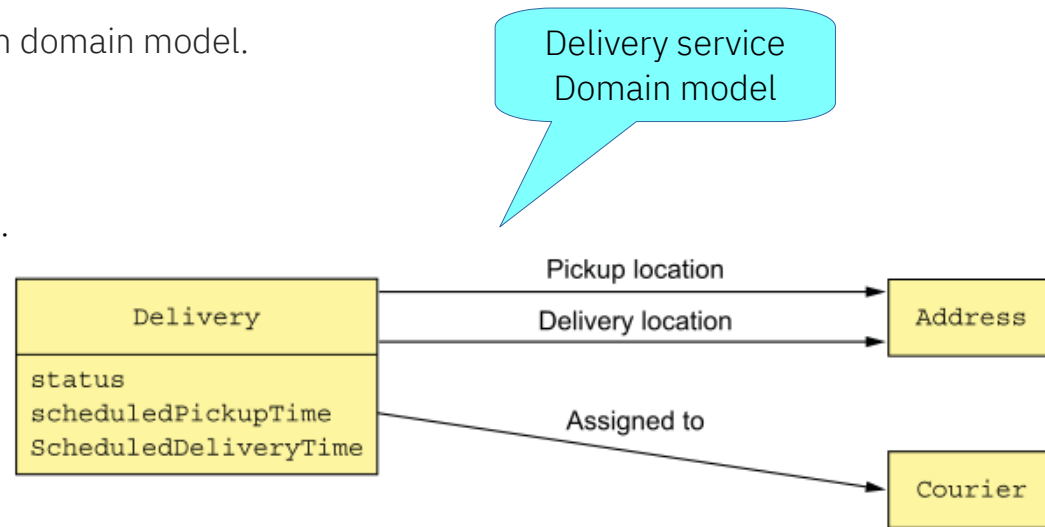 n domain model.
Delivery service
Domain model
.
Pickup location
Delivery location
Assigned to
Delivery
status
scheduledPickupTime
ScheduledDeliveryTime
Address
Courier